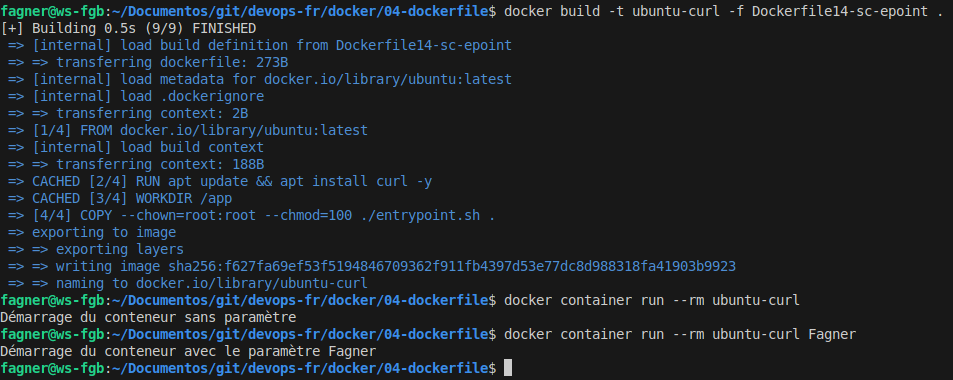 fagner@ws-fgb:~/Documentos/git/devops-fr/docker/04-dockerfile$ docker build -t ubuntu-curl -f Dockerfile14-sc-epoint .
[+] Building 0.5s (9/9) FINISHED
=> [internal] load build definition from Dockerfile14-sc-epoint
=> => transferring dockerfile: 273B
=> [internal] load metadata for docker.io/library/ubuntu:latest
=> [internal] load .dockerignore
=> => transferring context: 2B
=> [1/4] FROM docker.io/library/ubuntu:latest
=> [internal] load build context
=> => transferring context: 188B
=> CACHED [2/4] RUN apt update && apt install curl -y
=> CACHED [3/4] WORKDIR /app
=> [4/4] COPY --chown=root:root --chmod=100 ./entrypoint.sh .
=> exporting to image
=> => exporting layers
=> => writing image sha256:f627fa69ef53f5194846709362f911fb4397d53e77dc8d988318fa41903b9923
=> => naming to docker.io/library/ubuntu-curl
fagner@ws-fgb:~/Documentos/git/devops-fr/docker/04-dockerfile$ docker container run --rm ubuntu-curl
Démarrage du conteneur sans paramètre
fagner@ws-fgb:~/Documentos/git/devops-fr/docker/04-dockerfile$ docker container run --rm ubuntu-curl Fagner
Démarrage du conteneur avec le paramètre Fagner
fagner@ws-fgb:~/Documentos/git/devops-fr/docker/04-dockerfile$